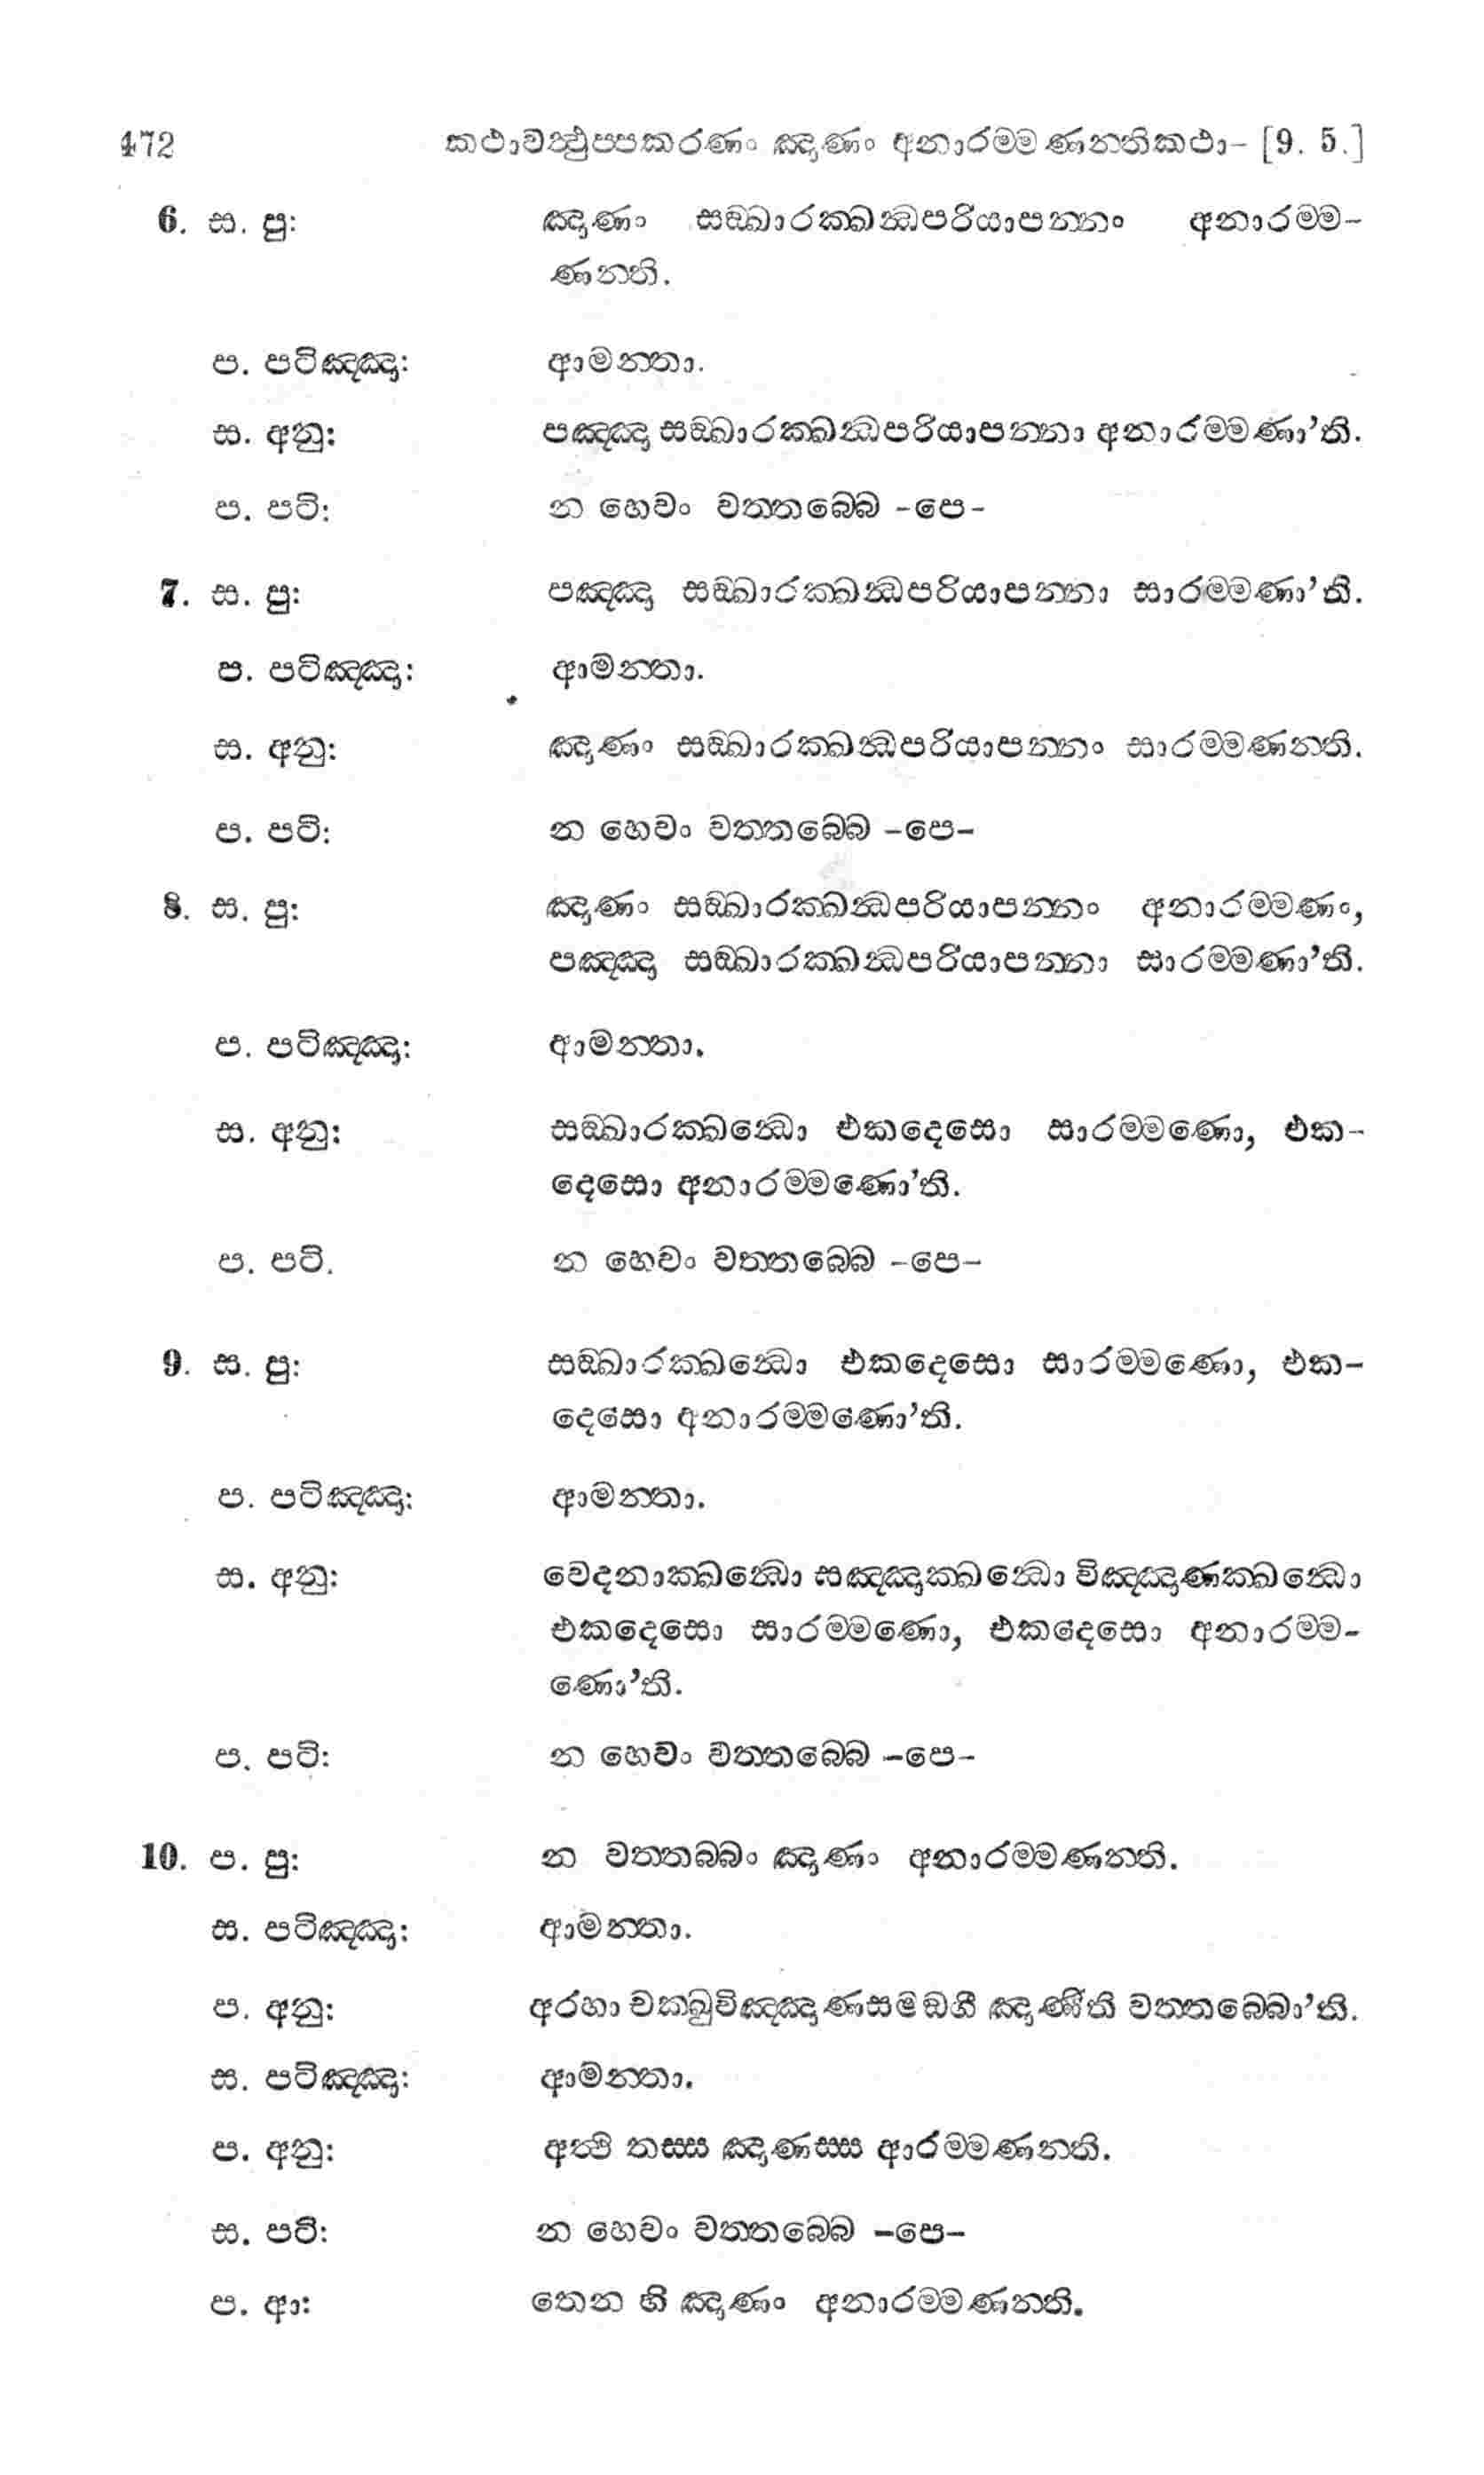 472 කථාවත්‍ථුප්පකරණං ඤාණං අනාරම්මණන්තිකථා- [9. 5.]
6. ස. පු: ඤාණං සඞ්ඛාරක්ඛන්‍ධපරියාපන්නං අනාරම්ම-
ණන්ති.
ප. පටිඤ්ඤා: ආමන්තා.
ස. අනු: පඤ්ඤා සඞ්ඛාරක්ඛන්‍ධපරියාපන්නා අනාරම්මණා’ති.
ප. පටි: න හෙවං වත්තබ්බෙ -පෙ-
7. ස. පු: පඤ්ඤා සඞ්ඛාරක්ඛන්‍ධපරියාපන්නා සාරම්මණා’ති.
ප. පටිඤ්ඤා: ආමන්තා.
ස. අනු: ඤාණං සඞ්ඛාරක්ඛන්‍ධපරියාපන්නං සාරම්මණන්ති.
ප. පටි: න හෙවං වත්තබ්බෙ -පෙ-
8. ස. පු: ඤාණං සඞ්ඛාරක්ඛන්‍ධපරියාපන්නං අනාරම්මණං,
පඤ්ඤා සඞ්ඛාරක්ඛන්‍ධපරියාපන්නා සාරම්මණා’ති.
ප. පටිඤ්ඤා: ආමන්තා.
ස. අනු: සඞ්ඛාරක්ඛන්‍ධො එකදෙසො සාරම්මණො, එක-
දෙසො අනාරම්මණො’ති.
ප. පටි. න හෙවං වත්තබ්බෙ -පෙ-
9. ස. පු: සඞ්ඛාරක්ඛන්‍ධො එකදෙසො සාරම්මණො, එක-
දෙසො අනාරම්මණො’ති.
ප. පටිඤ්ඤා: ආමන්තා.
ස. අනු: වෙදනාක්ඛන්‍ධො සඤ්ඤාක්ඛන්‍ධො විඤ්ඤාණක්ඛන්‍ධො
එකදෙසො සාරම්මණො, එකදෙසො අනාරම්ම-
ණො’ති.
ප. පටි: න හෙවං වත්තබ්බෙ -පෙ-
10. ප. පු: න වත්තබ්බං ඤාණං අනාරම්මණන්ති.
ස. පටිඤ්ඤා: ආමන්තා.
ප. අනු: අරහා චක්ඛුවිඤ්ඤාණසමඞ්ගී ඤාණීති වත්තබ්බො’ති.
ස. පටිඤ්ඤා: ආමන්තා.
ප. අනු: අත්‍ථි තස්ස ඤාණස්ස ආරම්මණන්ති.
ස. පටි: න හෙවං වත්තබ්බෙ -පෙ-
ප. ආ: තෙන හි ඤාණං අනාරම්මණන්ති.